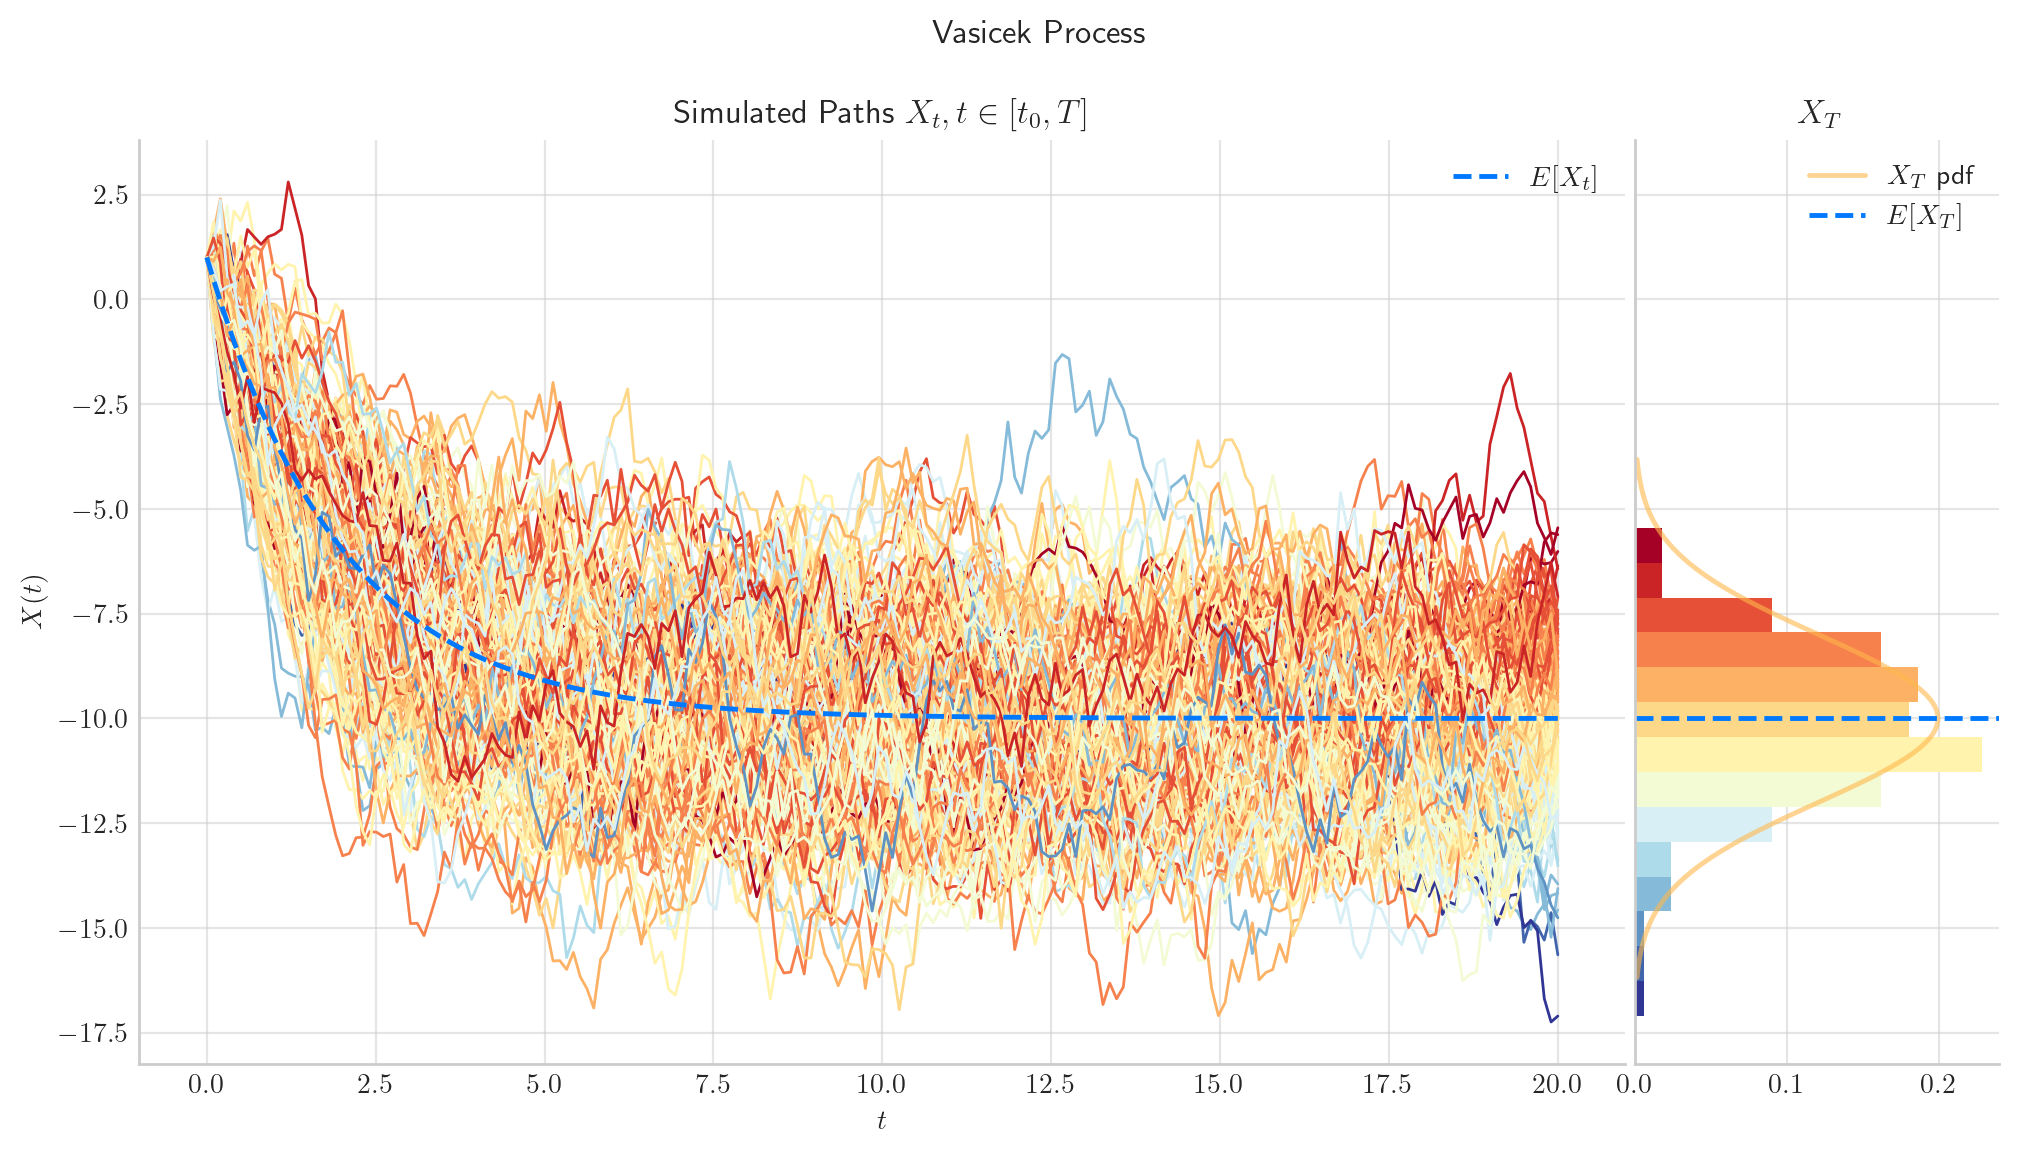 Vasicek Process
Simulated Paths $X_t, t \in [t_0, T]$
$X_T$
$E[X_t]$
$X_T$ pdf
$E[X_T]$
2.5
0.0
−2.5
−5.0
−7.5
−10.0
−12.5
−15.0
−17.5
$X(t)$
0.0 2.5 5.0 7.5 10.0 12.5 15.0 17.5 20.0
0.0 0.1 0.2
$t$